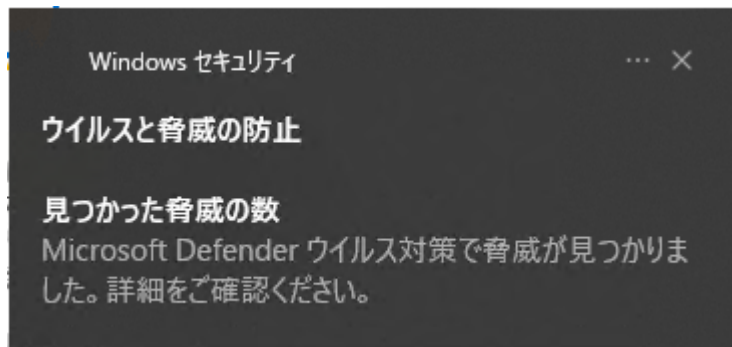 Windows セキュリティ
ウイルスと脅威の防止
見つかった脅威の数
Microsoft Defender ウイルス対策で脅威が見つかりま
した。詳細をご確認ください。